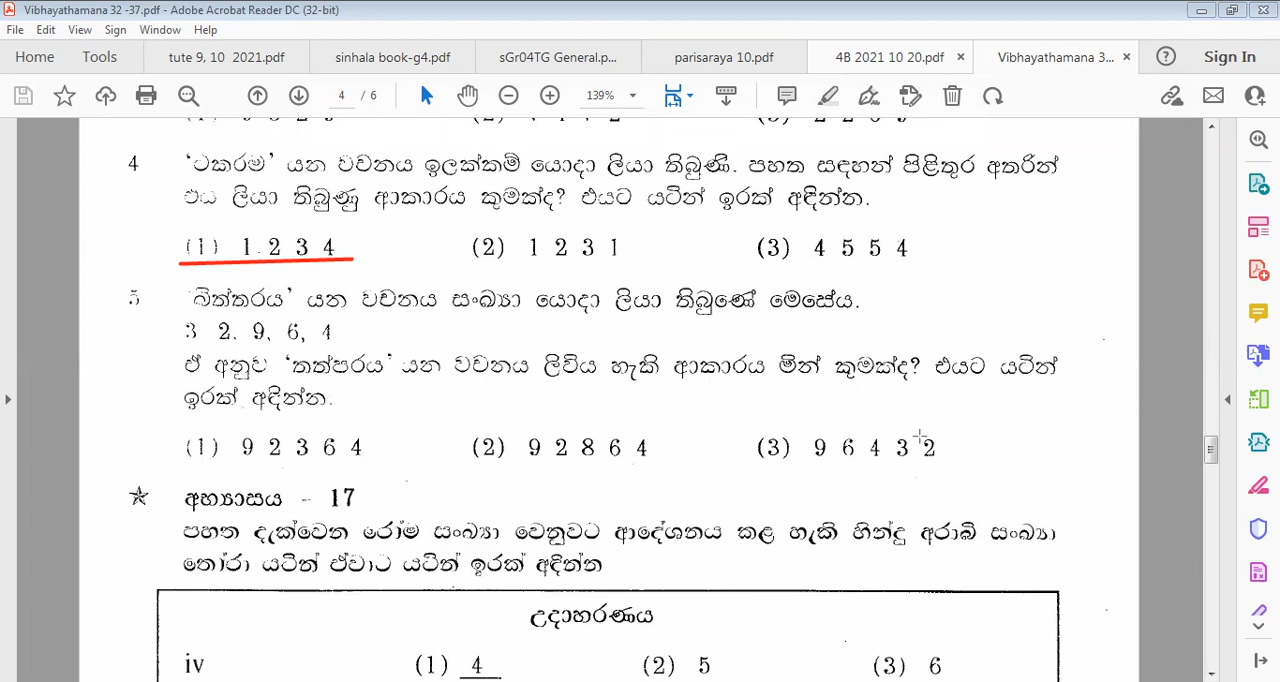 Vibhayathamana 32 -37.pdf - Adobe Acrobat Reader DC (32-bit)
File Edit View Sign Window Help
Home Tools tute 9, 10 2021.pdf sinhala book-g4.pdf sGr04TG General.p... parisaraya 10.pdf 4B 2021 10 20.pdf Vibhayathamana 3... Sign In
4 / 6 139%
4 'ටකරම' යන වචනය ඉලක්කම් යොදා ලියා තිබුණි. පහත සඳහන් පිළිතුර අතරින්
එය ලියා තිබුණු ආකාරය කුමක්ද? එයට යටින් ඉරක් අඳින්න.
(1) 1 2 3 4 (2) 1 2 3 1 (3) 4 5 5 4
5 'බිත්තරය' යන වචනය සංඛ්‍යා යොදා ලියා තිබුණේ මෙසේය.
3 2, 9, 6, 4
ඒ අනුව 'තත්පරය' යන වචනය ලිවිය හැකි ආකාරය මින් කුමක්ද? එයට යටින්
ඉරක් අඳින්න.
(1) 9 2 3 6 4 (2) 9 2 8 6 4 (3) 9 6 4 3 2
☆ අභ්‍යාසය - 17
පහත දැක්වෙන රෝම සංඛ්‍යා වෙනුවට ආදේශනය කළ හැකි හින්දු අරාබි සංඛ්‍යා
තෝරා යටින් ඒවාට යටින් ඉරක් අඳින්න
උදාහරණය
iv (1) 4 (2) 5 (3) 6